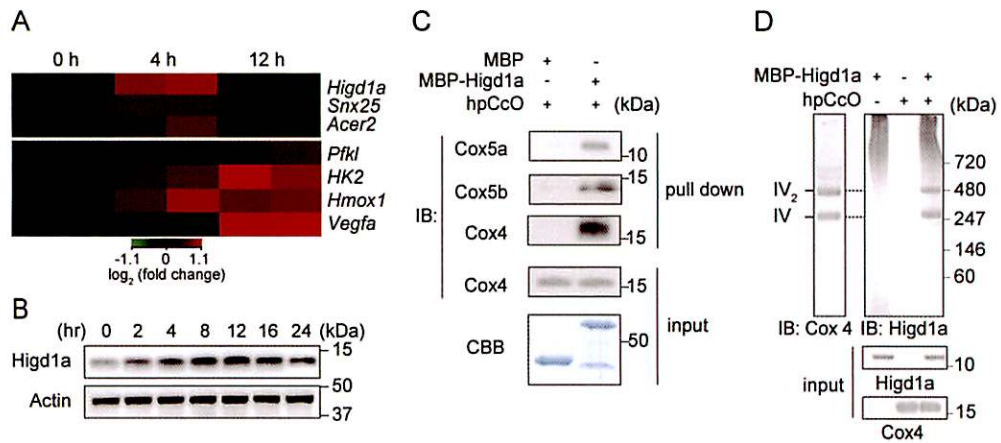 A
0 h 4 h 12 h
Higd1a
Snx25
Acer2
Pfkl
HK2
Hmox1
Vegfa
-1.1 0 1.1
log2 (fold change)
B
(hr) 0 2 4 8 12 16 24 (kDa)
Higd1a 15
50
Actin
37
C
MBP + -
MBP-Higd1a - +
hpCcO + + (kDa)
Cox5a 10
15
Cox5b
Cox4 15
IB:
pull down
Cox4 15
input
CBB 50
D
MBP-Higd1a + - +
hpCcO - + + (kDa)
720
IV2 480
IV 247
146
60
IB: Cox 4 IB: Higd1a
10
Higd1a
input
15
Cox4